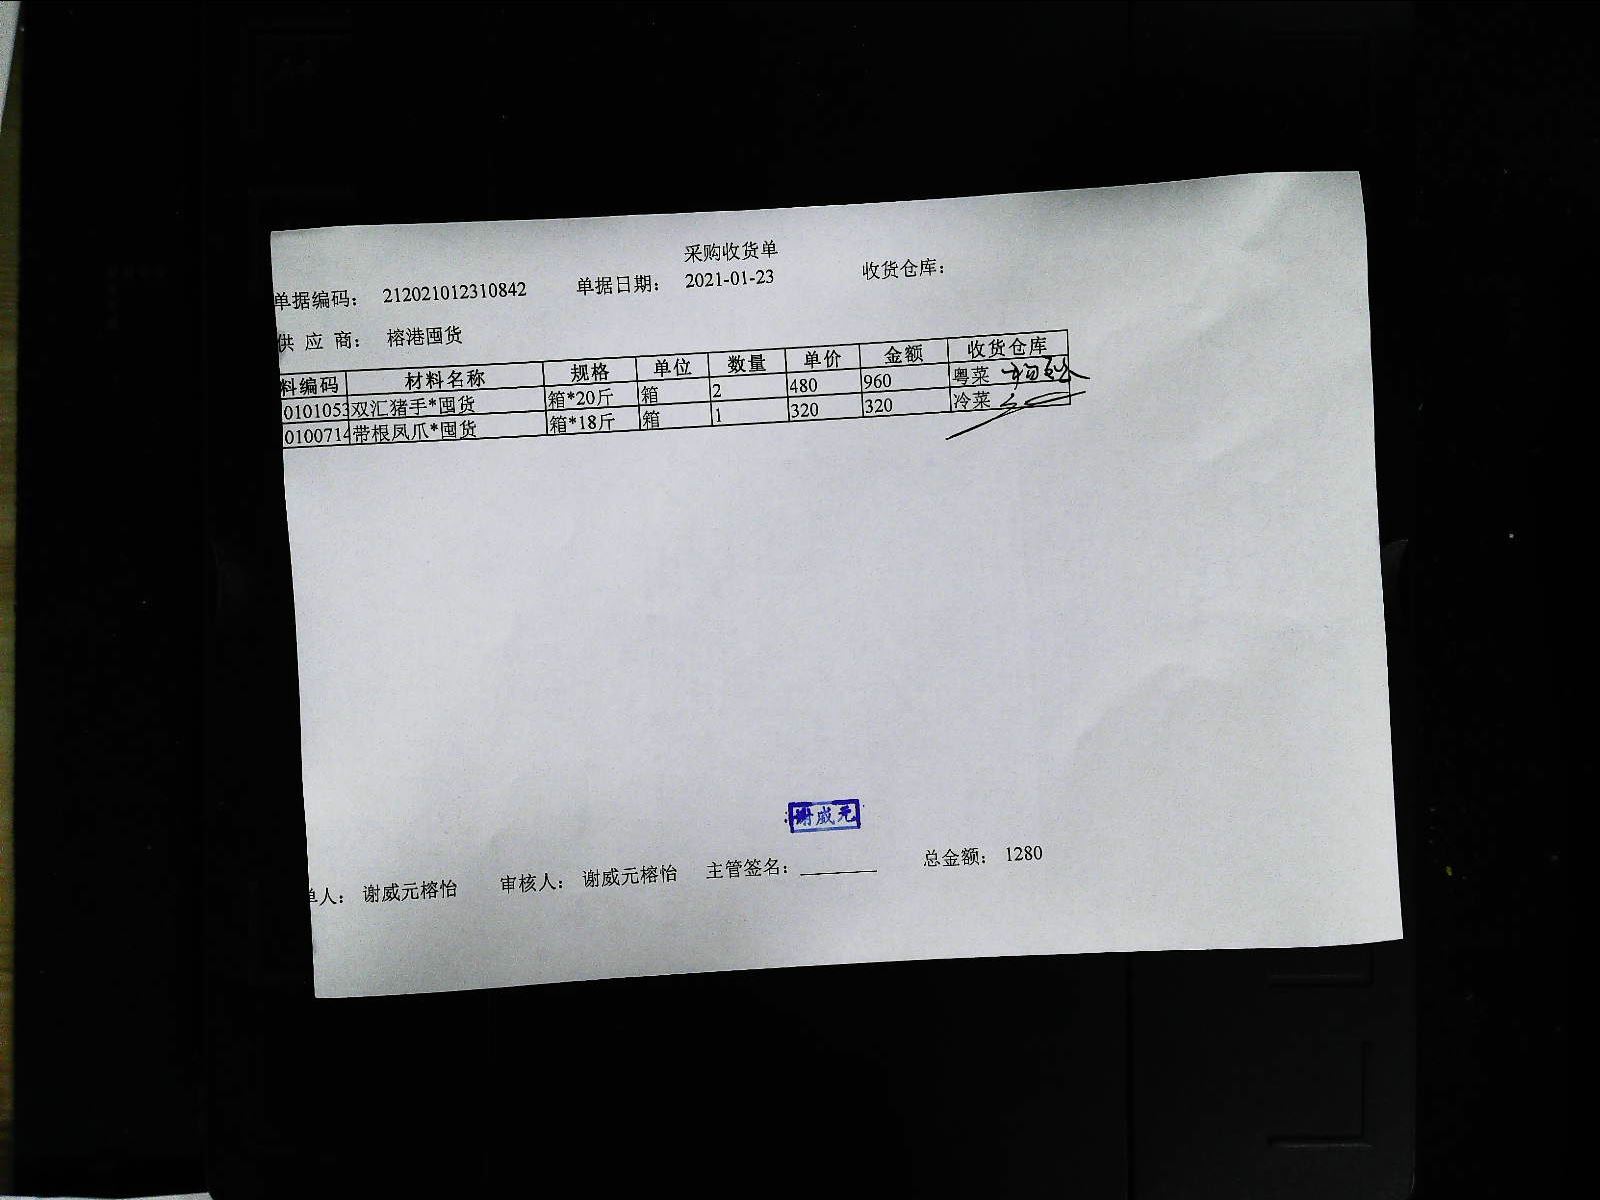 采购收货单
单据编码： 212021012310842 单据日期： 2021-01-23 收货仓库：
供 应 商： 榕港囤货
料编码 材料名称 规格 单位 数量 单价 金额 收货仓库
0101053 双汇猪手*囤货 箱*20斤 箱 2 480 960 粤菜
0100714 带根凤爪*囤货 箱*18斤 箱 1 320 320 冷菜
谢威元
单人： 谢威元榕怡 审核人： 谢威元榕怡 主管签名： 总金额： 1280